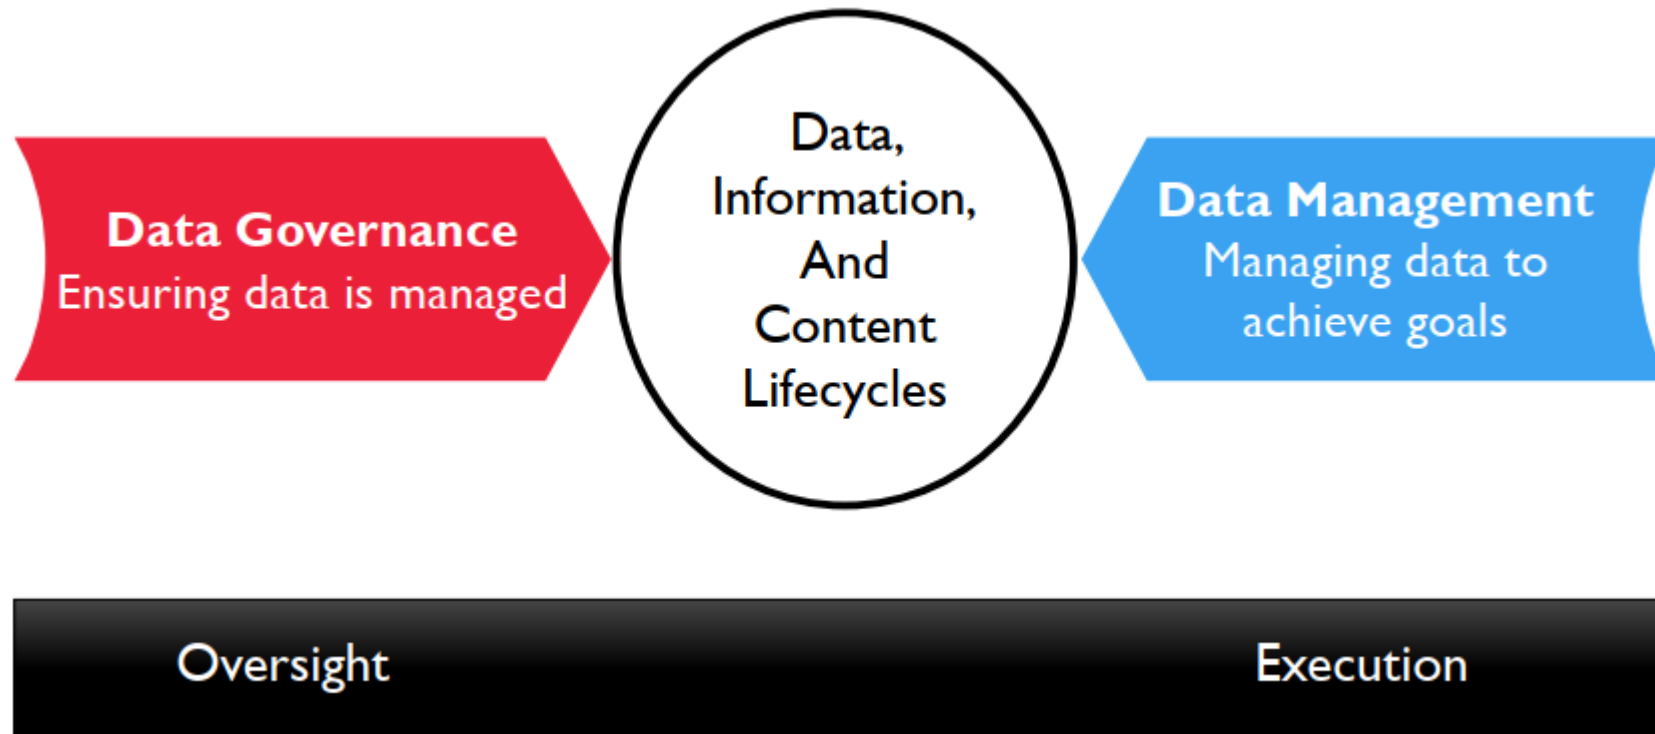 Data Governance
Ensuring data is managed
Data,
Information,
And
Content
Lifecycles
Data Management
Managing data to
achieve goals
Oversight
Execution